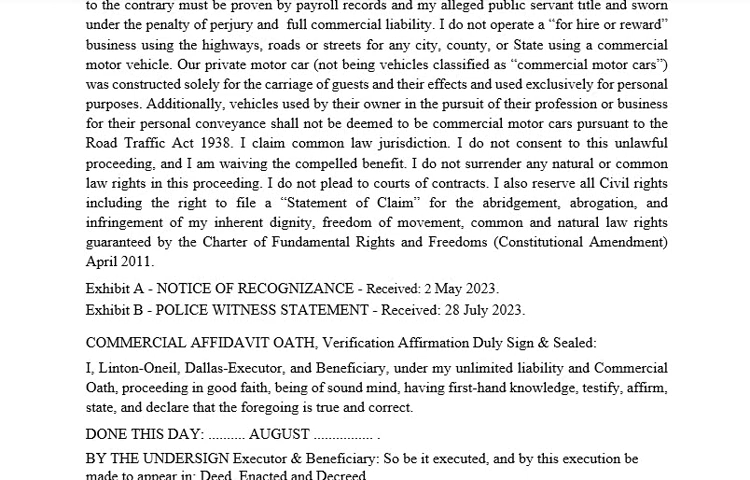 to the contrary must be proven by payroll records and my alleged public servant title and sworn
under the penalty of perjury and full commercial liability. I do not operate a “for hire or reward”
business using the highways, roads or streets for any city, county, or State using a commercial
motor vehicle. Our private motor car (not being vehicles classified as “commercial motor cars”)
was constructed solely for the carriage of guests and their effects and used exclusively for personal
purposes. Additionally, vehicles used by their owner in the pursuit of their profession or business
for their personal conveyance shall not be deemed to be commercial motor cars pursuant to the
Road Traffic Act 1938. I claim common law jurisdiction. I do not consent to this unlawful
proceeding, and I am waiving the compelled benefit. I do not surrender any natural or common
law rights in this proceeding. I do not plead to courts of contracts. I also reserve all Civil rights
including the right to file a “Statement of Claim” for the abridgement, abrogation, and
infringement of my inherent dignity, freedom of movement, common and natural law rights
guaranteed by the Charter of Fundamental Rights and Freedoms (Constitutional Amendment)
April 2011.
Exhibit A - NOTICE OF RECOGNIZANCE - Received: 2 May 2023.
Exhibit B - POLICE WITNESS STATEMENT - Received: 28 July 2023.
COMMERCIAL AFFIDAVIT OATH, Verification Affirmation Duly Sign & Sealed:
I, Linton-Oneil, Dallas-Executor, and Beneficiary, under my unlimited liability and Commercial
Oath, proceeding in good faith, being of sound mind, having first-hand knowledge, testify, affirm,
state, and declare that the foregoing is true and correct.
DONE THIS DAY: .......... AUGUST ................ .
BY THE UNDERSIGN Executor & Beneficiary: So be it executed, and by this execution be
made to appear in: Deed, Enacted and Decreed